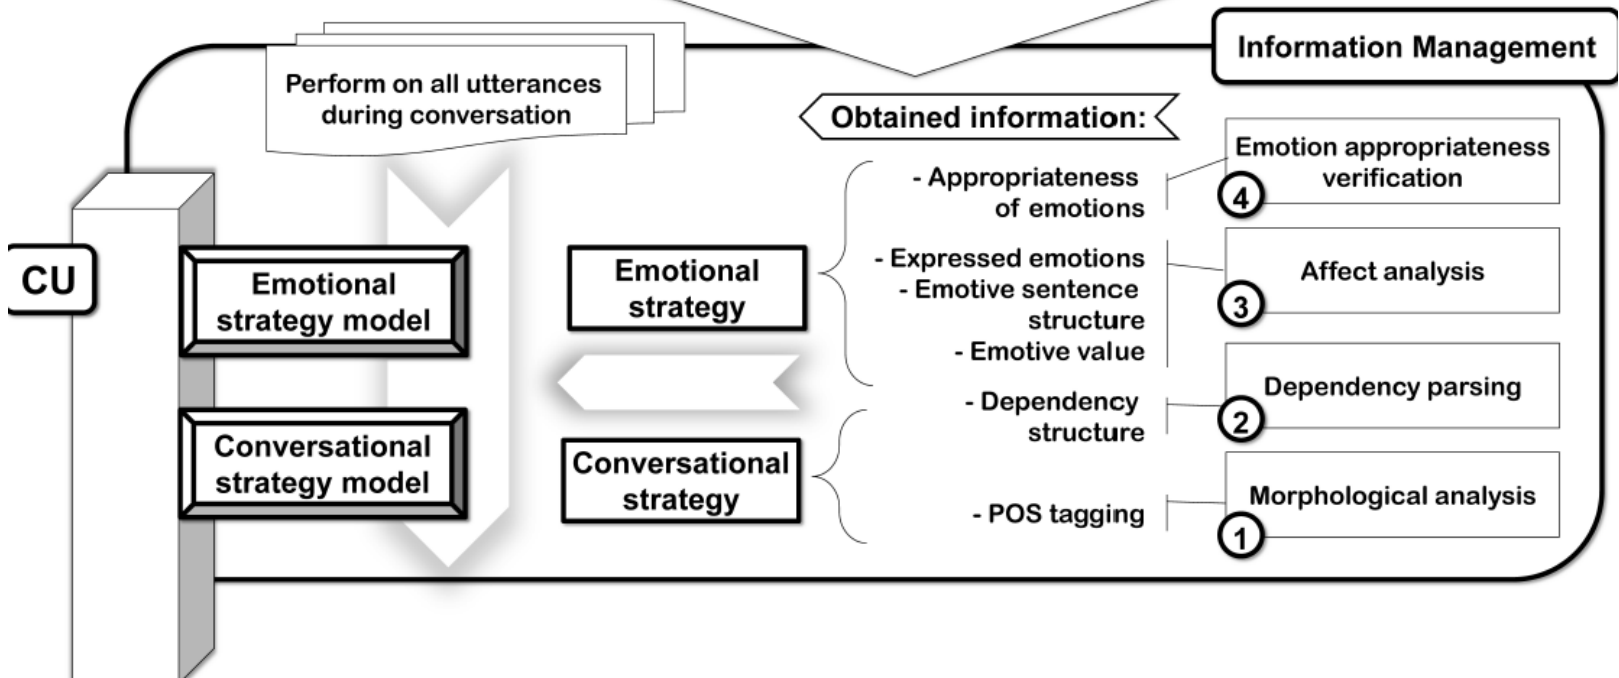 Information Management
Perform on all utterances
during conversation
Obtained information:
Emotion appropriateness
verification
4
- Appropriateness
of emotions
CU
Emotional
strategy model
Emotional
strategy
- Expressed emotions
- Emotive sentence
structure
- Emotive value
Affect analysis
3
Dependency parsing
2
- Dependency
structure
Conversational
strategy model
Conversational
strategy
- POS tagging
Morphological analysis
1